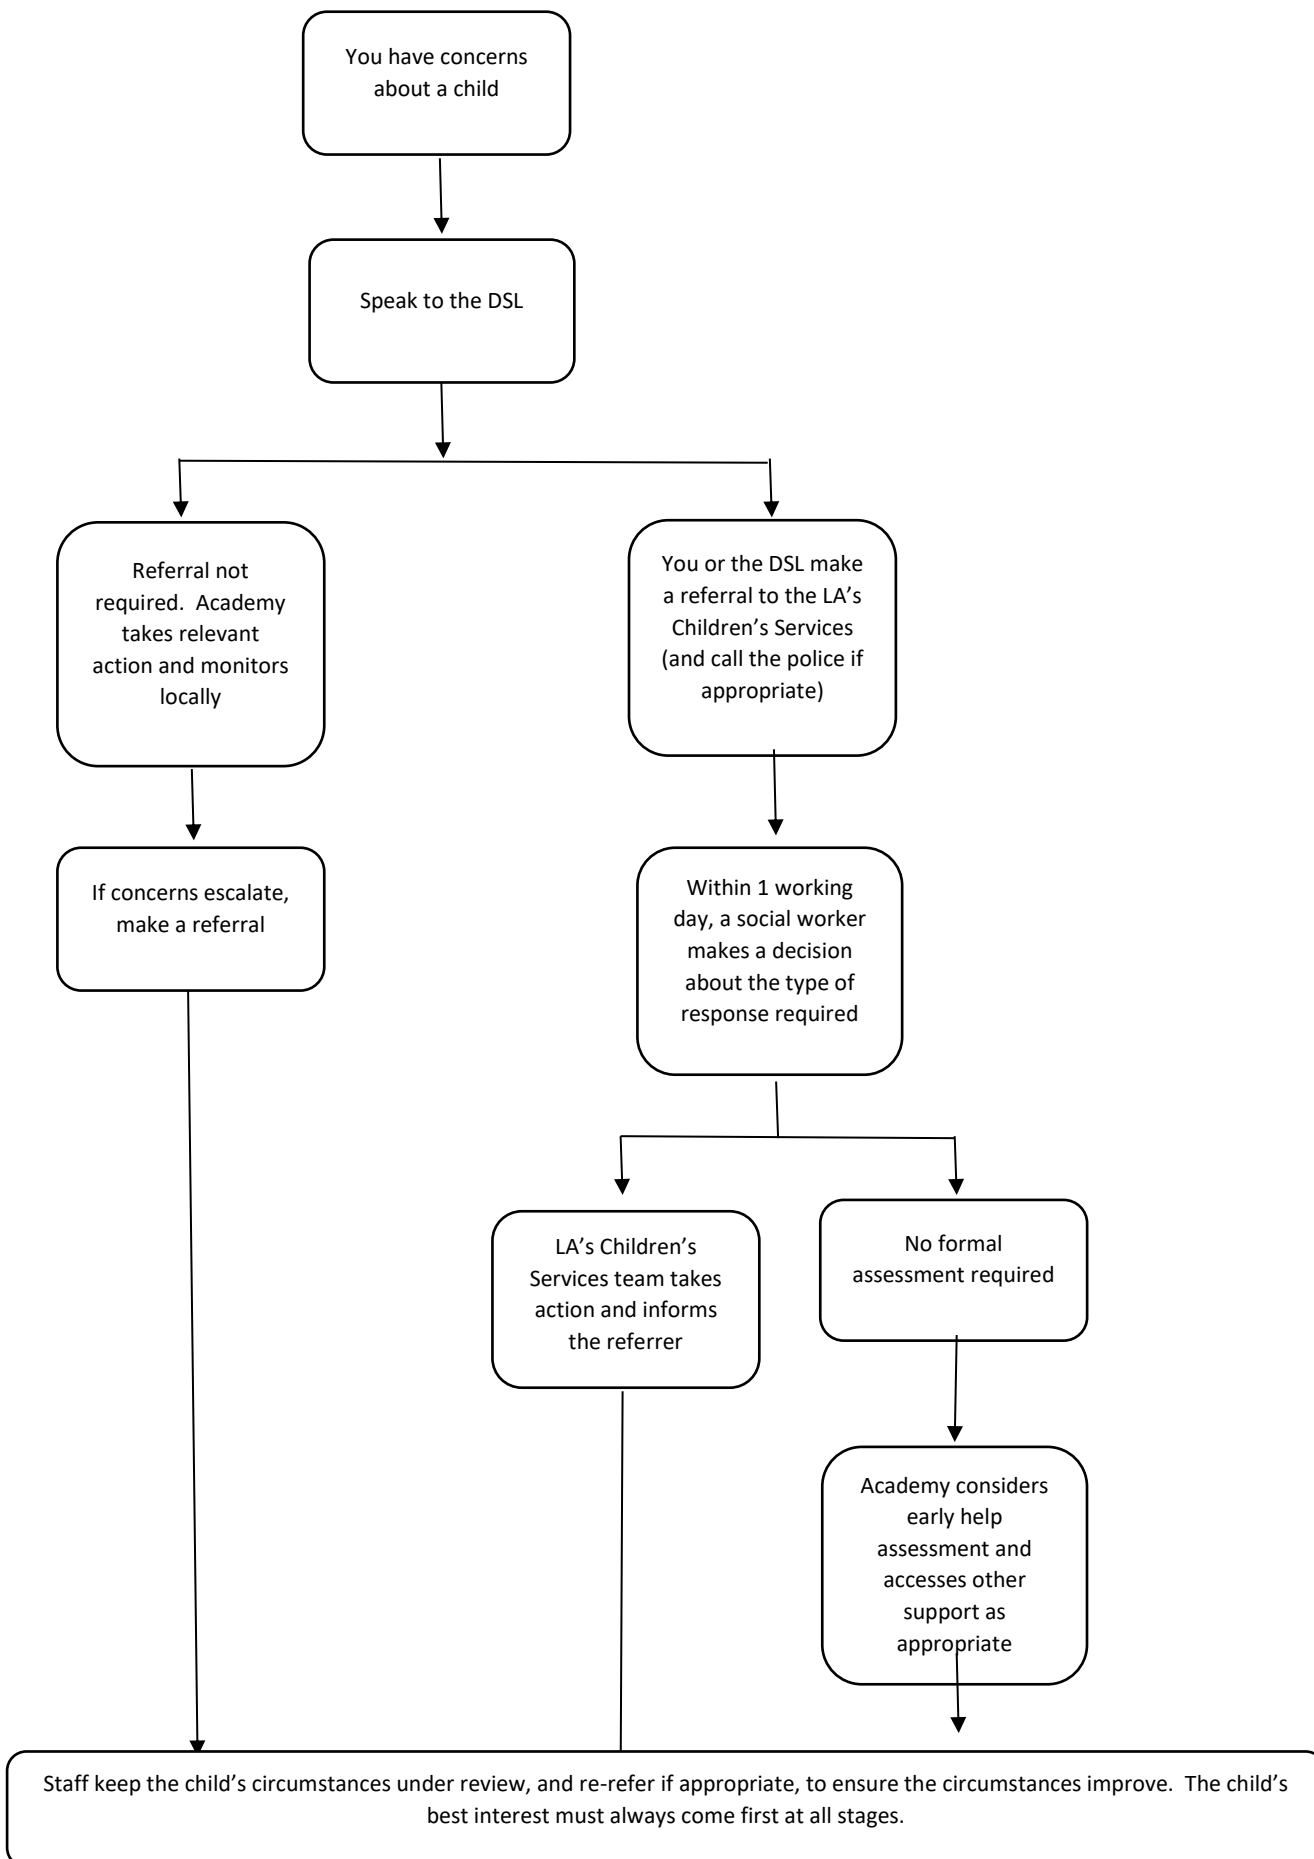 You have concerns
about a child
Speak to the DSL
Referral not
required.  Academy
takes relevant
action and monitors
locally
You or the DSL make
a referral to the LA’s
Children’s Services
(and call the police if
appropriate)
If concerns escalate,
make a referral
Within 1 working
day, a social worker
makes a decision
about the type of
response required
LA’s Children’s
Services team takes
action and informs
the referrer
No formal
assessment required
Academy considers
early help
assessment and
accesses other
support as
appropriate
Staff keep the child’s circumstances under review, and re-refer if appropriate, to ensure the circumstances improve.  The child’s
best interest must always come first at all stages.